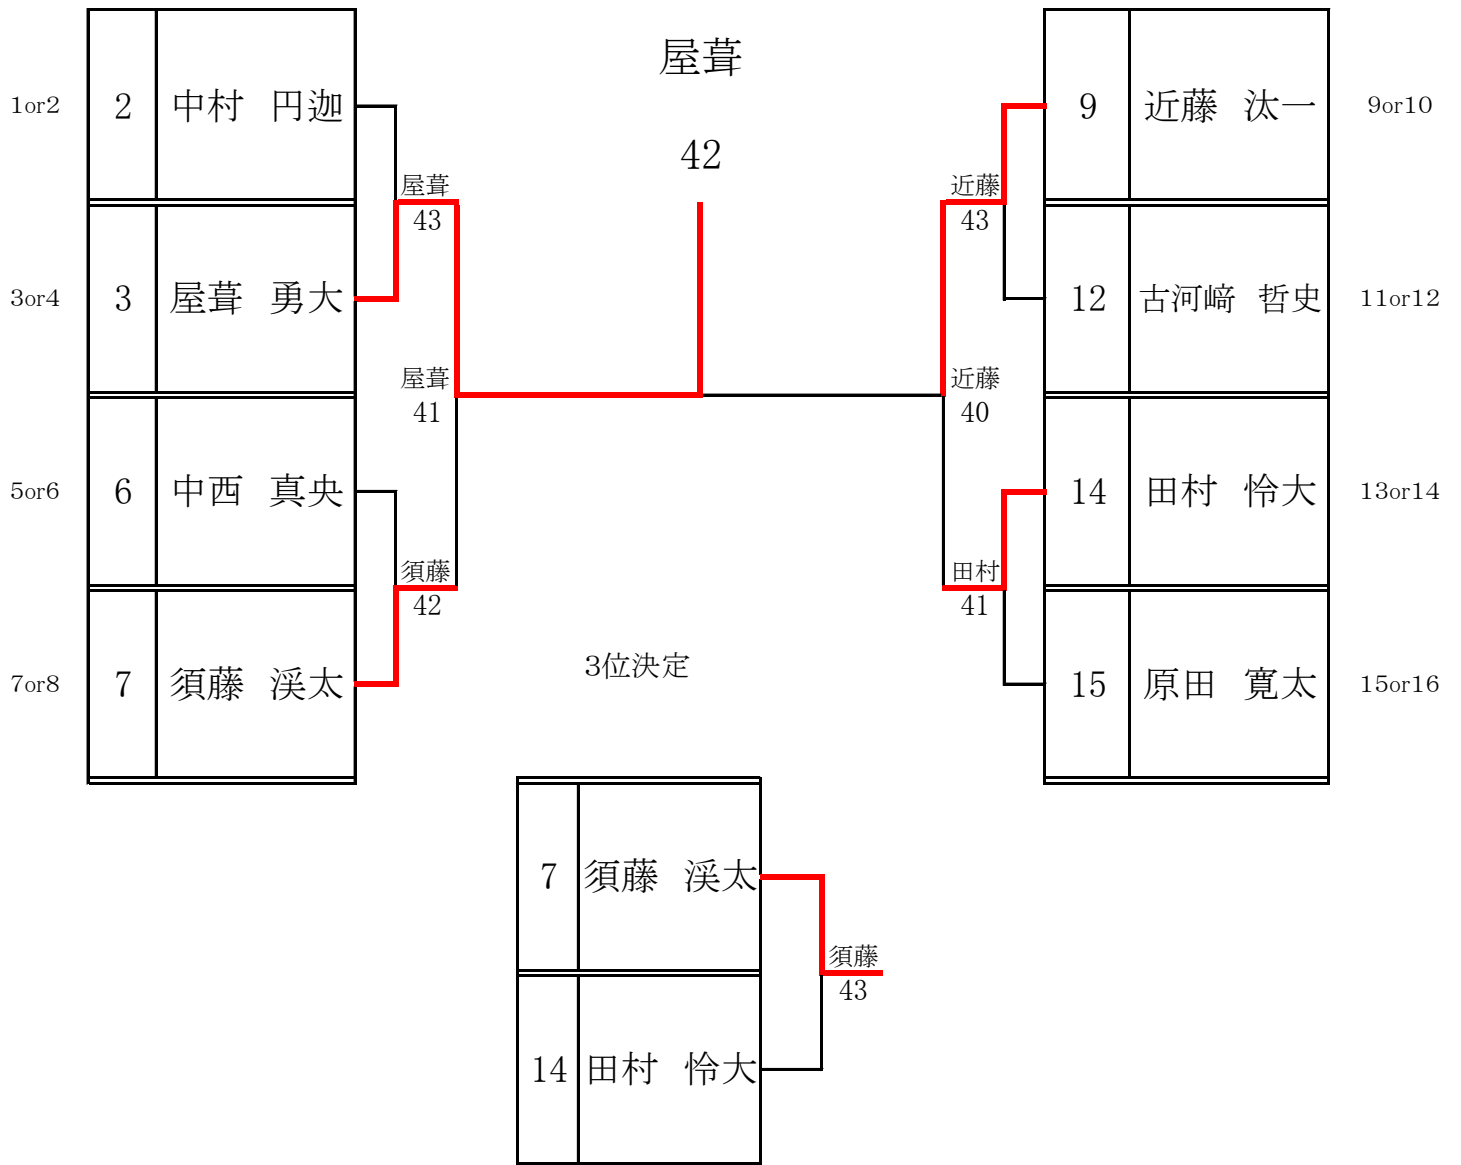 屋葺
42
1or2 2 中村 円迦
屋葺
43
3or4 3 屋葺 勇大
屋葺
41
5or6 6 中西 真央
須藤
42
7or8 7 須藤 渓太
9 近藤 汰一 9or10
近藤
43
12 古河﨑 哲史 11or12
近藤
40
14 田村 怜大 13or14
田村
41
15 原田 寛太 15or16
3位決定
7 須藤 渓太
須藤
43
14 田村 怜大